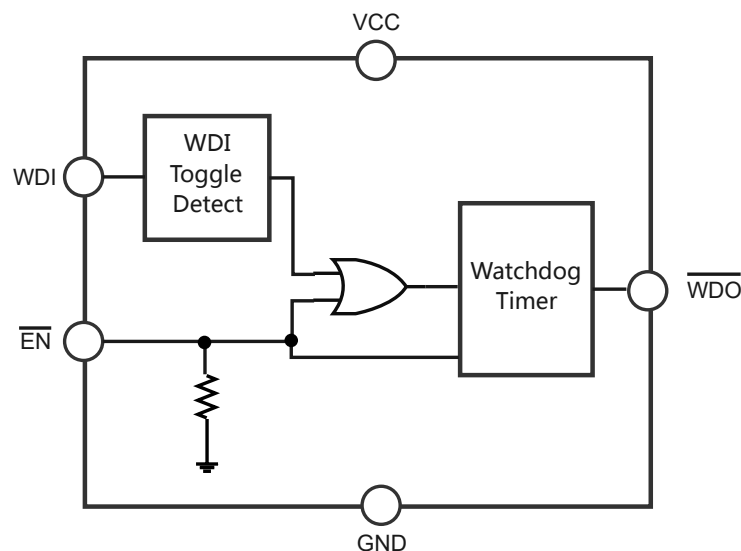 VCC
WDI
Toggle
Detect
WDI
Watchdog
Timer
WDO
EN
GND